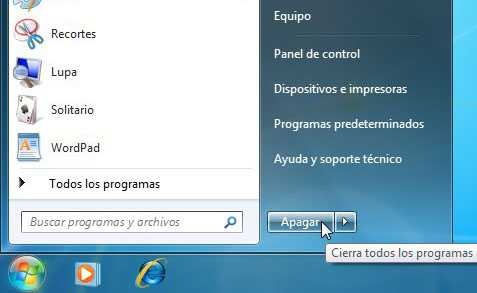 Recortes
Lupa
Solitario
WordPad
Todos los programas
Buscar programas y archivos
Equipo
Panel de control
Dispositivos e impresoras
Programas predeterminados
Ayuda y soporte técnico
Apagar
Cierra todos los programas